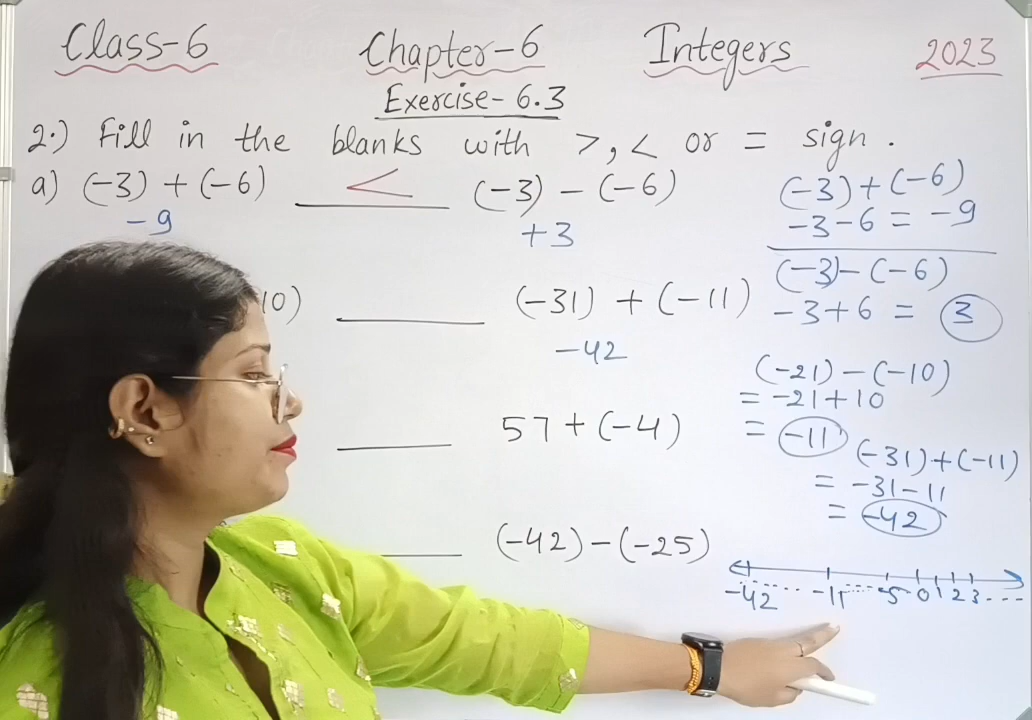 Class-6 Chapter-6 Integers 2023
Exercise- 6.3
2.) Fill in the blanks with >, < or = sign.
a) (-3) + (-6) < (-3) - (-6)
-9 +3
10) (-31) + (-11)
-42
57 + (-4)
(-42) - (-25)
(-3) + (-6)
-3 - 6 = -9
(-3) - (-6)
-3 + 6 = 3
(-21) - (-10)
= -21 + 10
= -11
(-31) + (-11)
= -31 - 11
= -42
-42 ... -11 ... -5 0 1 2 3 ...